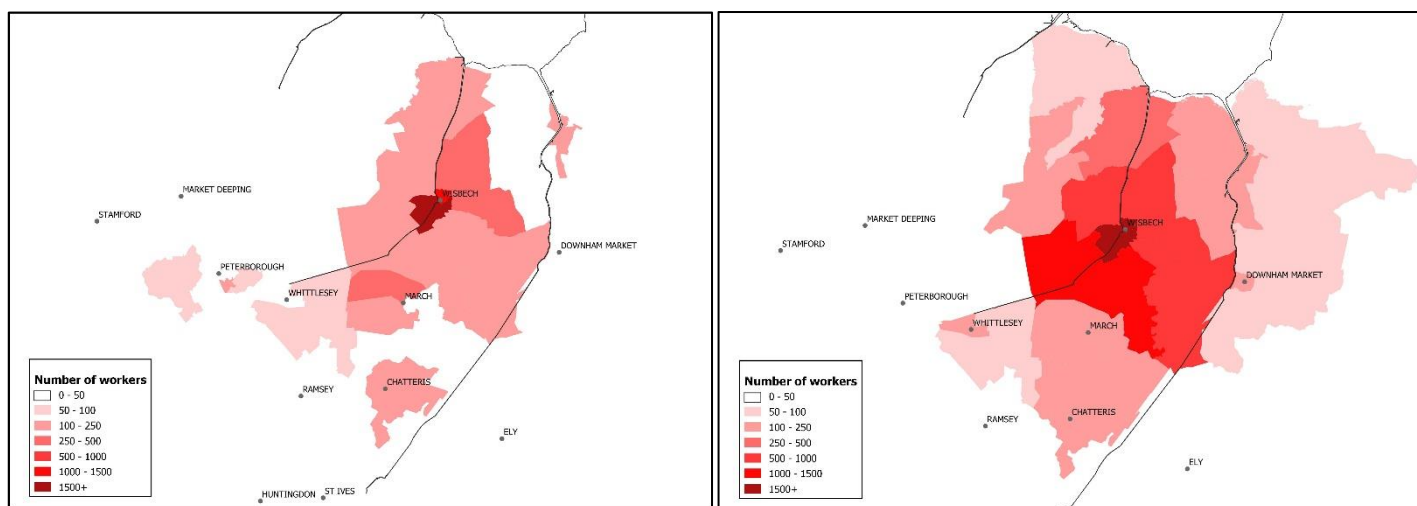 WISBECH
MARKET DEEPING
STAMFORD
PETERBOROUGH
DOWNHAM MARKET
WHITTLESEY
MARCH
RAMSEY
CHATTERIS
ELY
HUNTINGDON
ST IVES
Number of workers
0 - 50
50 - 100
100 - 250
250 - 500
500 - 1000
1000 - 1500
1500+
MARKET DEEPING
WISBECH
STAMFORD
DOWNHAM MARKET
PETERBOROUGH
WHITTLESEY
MARCH
RAMSEY
CHATTERIS
ELY
Number of workers
0 - 50
50 - 100
100 - 250
250 - 500
500 - 1000
1000 - 1500
1500+